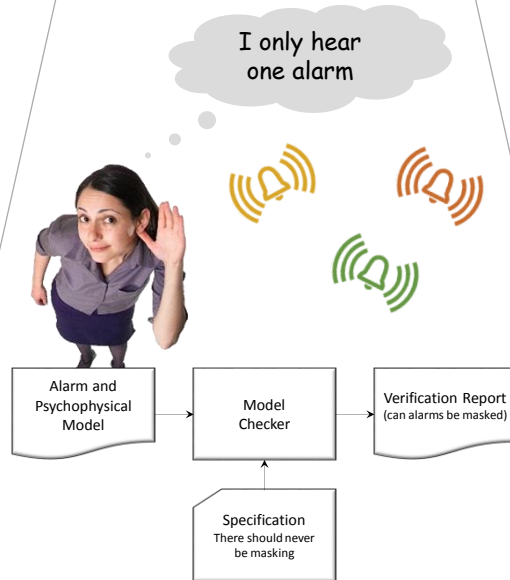 I only hear
one alarm
Alarm and
Psychophysical
Model
Model
Checker
Verification Report
(can alarms be masked)
Specification
There should never
be masking